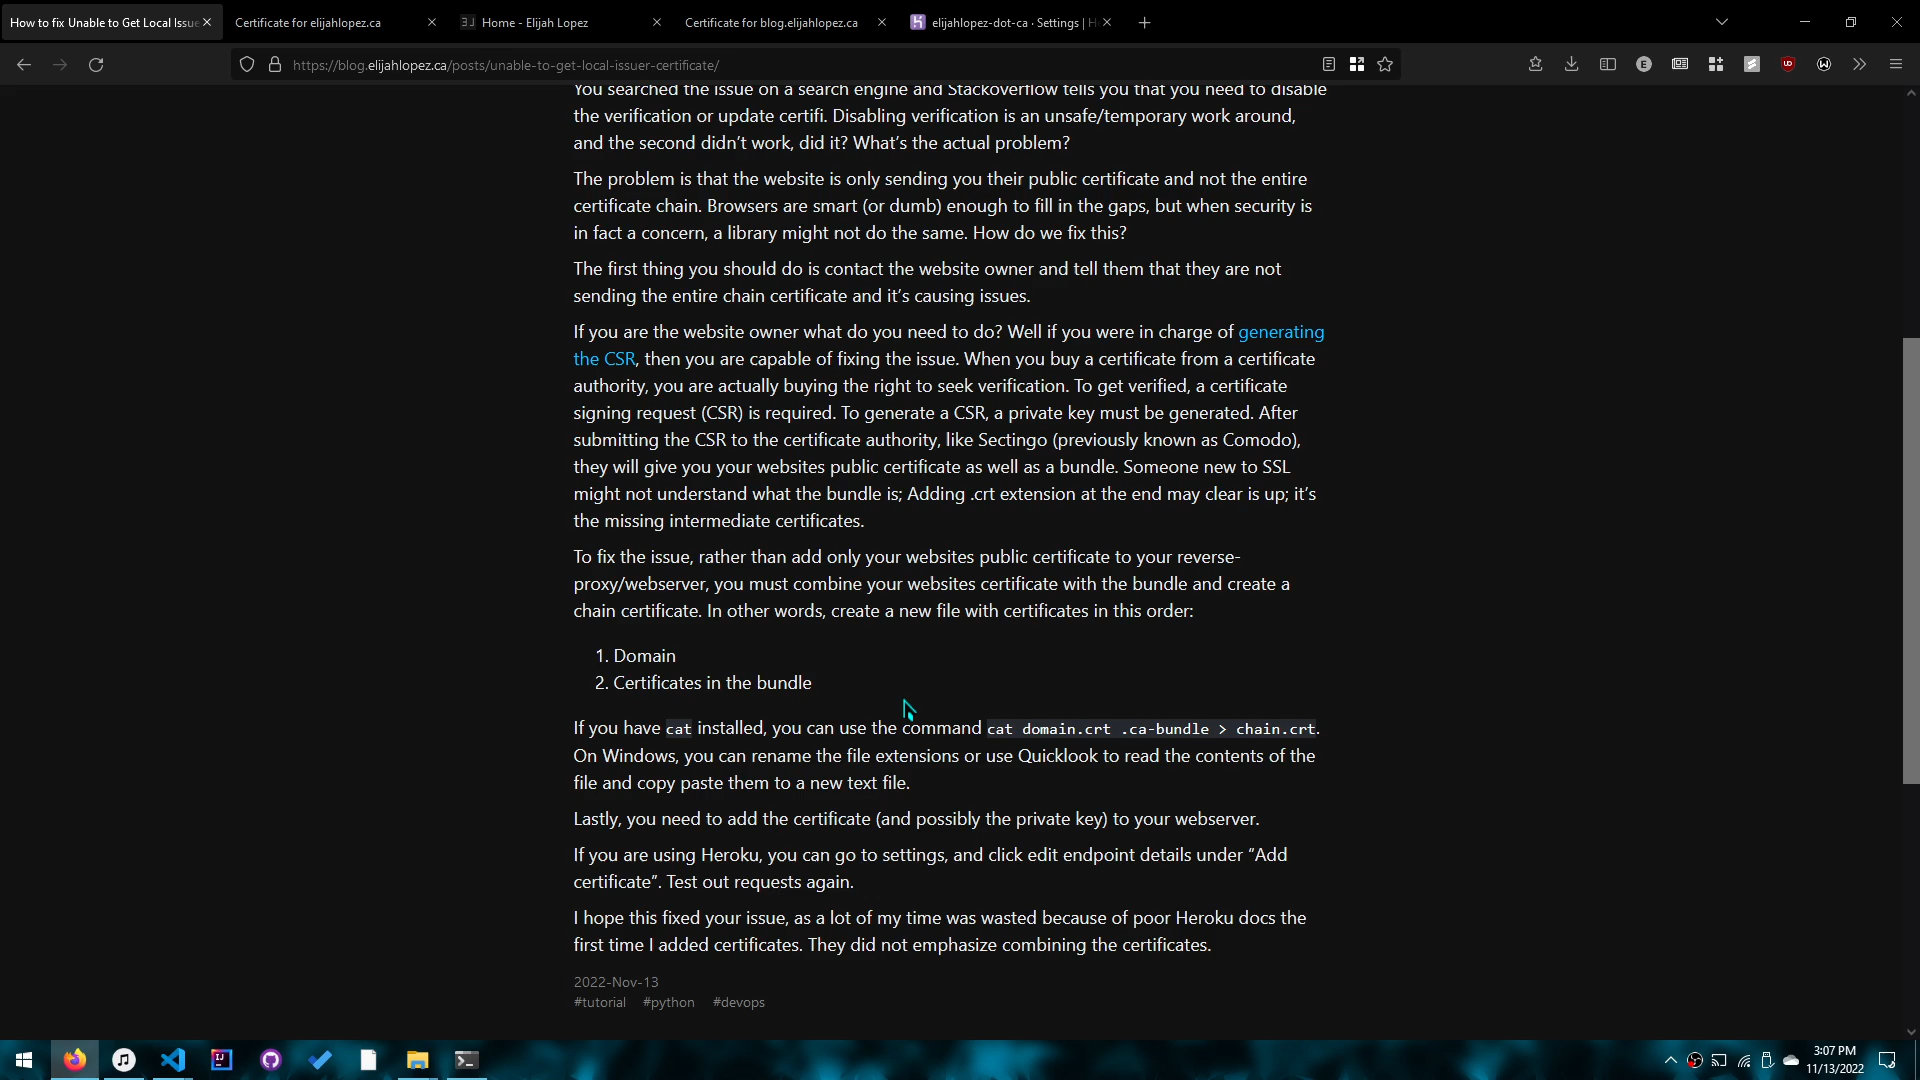 How to fix Unable to Get Local Issue
Certificate for elijahlopez.ca
EJ Home - Elijah Lopez
Certificate for blog.elijahlopez.ca
elijahlopez-dot-ca · Settings | H
https://blog.elijahlopez.ca/posts/unable-to-get-local-issuer-certificate/
You searched the issue on a search engine and Stackoverflow tells you that you need to disable
the verification or update certifi. Disabling verification is an unsafe/temporary work around,
and the second didn't work, did it? What's the actual problem?
The problem is that the website is only sending you their public certificate and not the entire
certificate chain. Browsers are smart (or dumb) enough to fill in the gaps, but when security is
in fact a concern, a library might not do the same. How do we fix this?
The first thing you should do is contact the website owner and tell them that they are not
sending the entire chain certificate and it's causing issues.
If you are the website owner what do you need to do? Well if you were in charge of generating
the CSR, then you are capable of fixing the issue. When you buy a certificate from a certificate
authority, you are actually buying the right to seek verification. To get verified, a certificate
signing request (CSR) is required. To generate a CSR, a private key must be generated. After
submitting the CSR to the certificate authority, like Sectingo (previously known as Comodo),
they will give you your websites public certificate as well as a bundle. Someone new to SSL
might not understand what the bundle is; Adding .crt extension at the end may clear is up; it's
the missing intermediate certificates.
To fix the issue, rather than add only your websites public certificate to your reverse-
proxy/webserver, you must combine your websites certificate with the bundle and create a
chain certificate. In other words, create a new file with certificates in this order:
1. Domain
2. Certificates in the bundle
If you have cat installed, you can use the command cat domain.crt .ca-bundle > chain.crt.
On Windows, you can rename the file extensions or use Quicklook to read the contents of the
file and copy paste them to a new text file.
Lastly, you need to add the certificate (and possibly the private key) to your webserver.
If you are using Heroku, you can go to settings, and click edit endpoint details under “Add
certificate”. Test out requests again.
I hope this fixed your issue, as a lot of my time was wasted because of poor Heroku docs the
first time I added certificates. They did not emphasize combining the certificates.
2022-Nov-13
#tutorial #python #devops
3:07 PM
11/13/2022